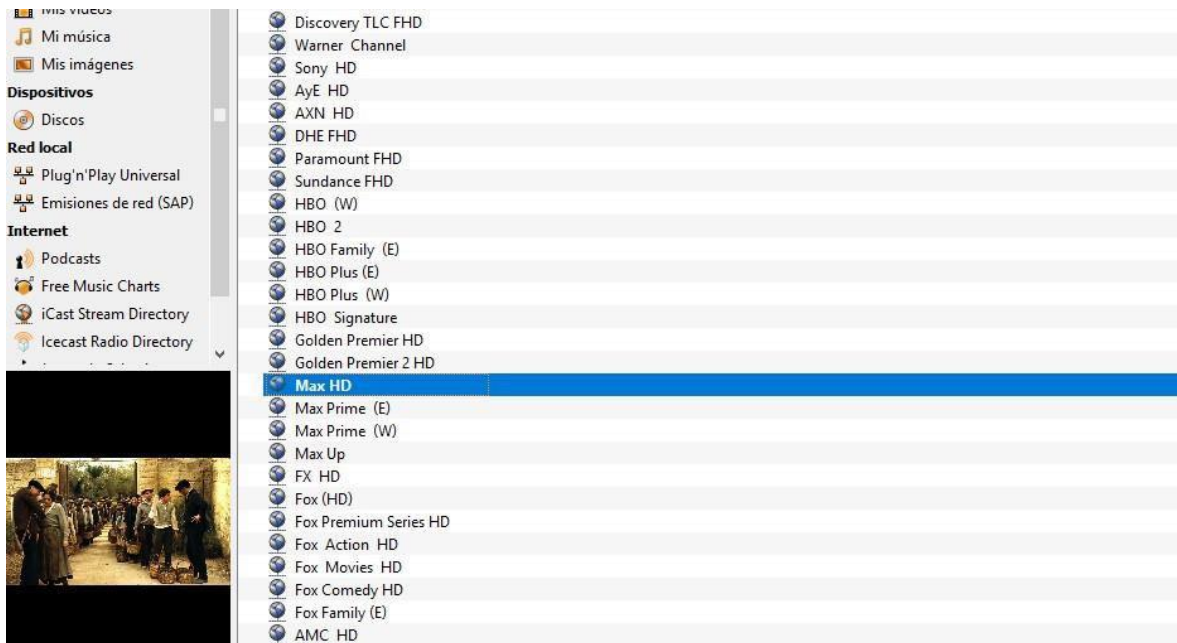 Mis vídeos
Mi música
Mis imágenes
Dispositivos
Discos
Red local
Plug'n'Play Universal
Emisiones de red (SAP)
Internet
Podcasts
Free Music Charts
iCast Stream Directory
Icecast Radio Directory
Discovery TLC FHD
Warner Channel
Sony HD
AyE HD
AXN HD
DHE FHD
Paramount FHD
Sundance FHD
HBO (W)
HBO 2
HBO Family (E)
HBO Plus (E)
HBO Plus (W)
HBO Signature
Golden Premier HD
Golden Premier 2 HD
Max HD
Max Prime (E)
Max Prime (W)
Max Up
FX HD
Fox (HD)
Fox Premium Series HD
Fox Action HD
Fox Movies HD
Fox Comedy HD
Fox Family (E)
AMC HD